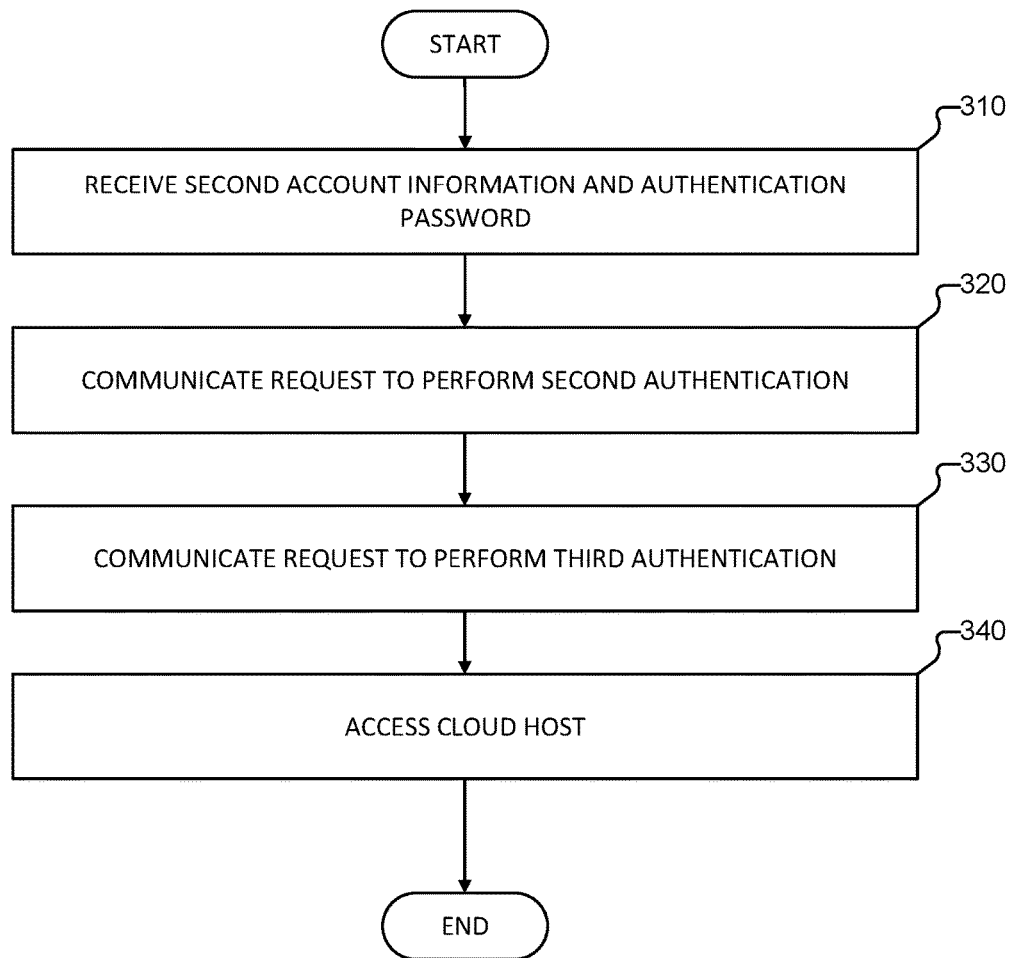 START
310
RECEIVE SECOND ACCOUNT INFORMATION AND AUTHENTICATION
PASSWORD
320
COMMUNICATE REQUEST TO PERFORM SECOND AUTHENTICATION
330
COMMUNICATE REQUEST TO PERFORM THIRD AUTHENTICATION
340
ACCESS CLOUD HOST
END